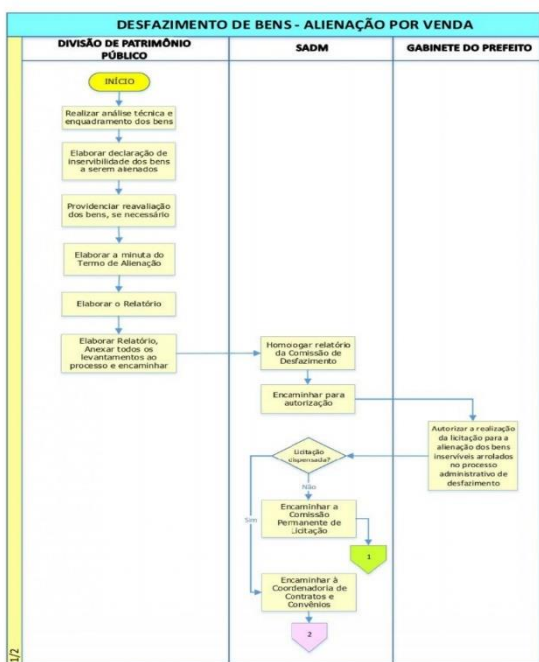 DESFAZIMENTO DE BENS - ALIENAÇÃO POR VENDA
DIVISÃO DE PATRIMÔNIO
PÚBLICO
SADM
GABINETE DO PREFEITO
INÍCIO
Realizar análise técnica e
enquadramento dos bens
Elaborar declaração de
inservibilidade dos bens
a serem alienados
Providenciar reavaliação
dos bens, se necessário
Elaborar a minuta do
Termo de Alienação
Elaborar o Relatório
Elaborar Relatório,
Anexar todos os
levantamentos ao
processo e encaminhar
Homologar relatório
da Comissão de
Desfazimento
Encaminhar para
autorização
Autorizar a realização
da licitação para a
alienação dos bens
inservíveis arrolados
no processo
administrativo de
desfazimento
Licitação
dispensada?
Não
Sim
Encaminhar a
Comissão
Permanente de
Licitação
1
Encaminhar à
Coordenadoria de
Contratos e
Convênios
2
1/2